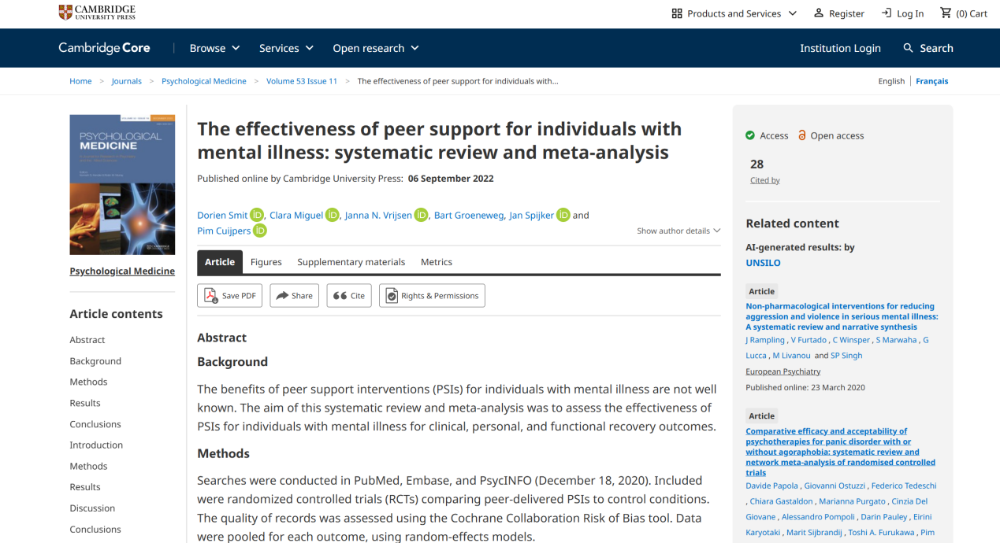 CAMBRIDGE
UNIVERSITY PRESS
Products and Services
Register
Log In
(0) Cart
Cambridge Core
Browse
Services
Open research
Institution Login
Search
Home > Journals > Psychological Medicine > Volume 53 Issue 11 > The effectiveness of peer support for individuals with...
English | Français
PSYCHOLOGICAL
MEDICINE
Psychological Medicine
Article contents
Abstract
Background
Methods
Results
Conclusions
Introduction
Methods
Results
Discussion
Conclusions
The effectiveness of peer support for individuals with
mental illness: systematic review and meta-analysis
Published online by Cambridge University Press: 06 September 2022
Dorien Smit iD, Clara Miguel iD, Janna N. Vrijsen iD, Bart Groeneweg, Jan Spijker iD and
Pim Cuijpers iD
Show author details
Article
Figures
Supplementary materials
Metrics
Save PDF
Share
Cite
Rights & Permissions
Abstract
Background
The benefits of peer support interventions (PSIs) for individuals with mental illness are not well
known. The aim of this systematic review and meta-analysis was to assess the effectiveness of
PSIs for individuals with mental illness for clinical, personal, and functional recovery outcomes.
Methods
Searches were conducted in PubMed, Embase, and PsycINFO (December 18, 2020). Included
were randomized controlled trials (RCTs) comparing peer-delivered PSIs to control conditions.
The quality of records was assessed using the Cochrane Collaboration Risk of Bias tool. Data
were pooled for each outcome, using random-effects models.
Access
Open access
28
Cited by
Related content
AI-generated results: by
UNSILO
Article
Non-pharmacological interventions for reducing
aggression and violence in serious mental illness:
A systematic review and narrative synthesis
J Rampling , V Furtado , C Winsper , S Marwaha , G
Lucca , M Livanou and SP Singh
European Psychiatry
Published online: 23 March 2020
Article
Comparative efficacy and acceptability of
psychotherapies for panic disorder with or
without agoraphobia: systematic review and
network meta-analysis of randomised controlled
trials
Davide Papola , Giovanni Ostuzzi , Federico Tedeschi
, Chiara Gastaldon , Marianna Purgato , Cinzia Del
Giovane , Alessandro Pompoli , Darin Pauley , Eirini
Karyotaki , Marit Sijbrandij , Toshi A. Furukawa , Pim